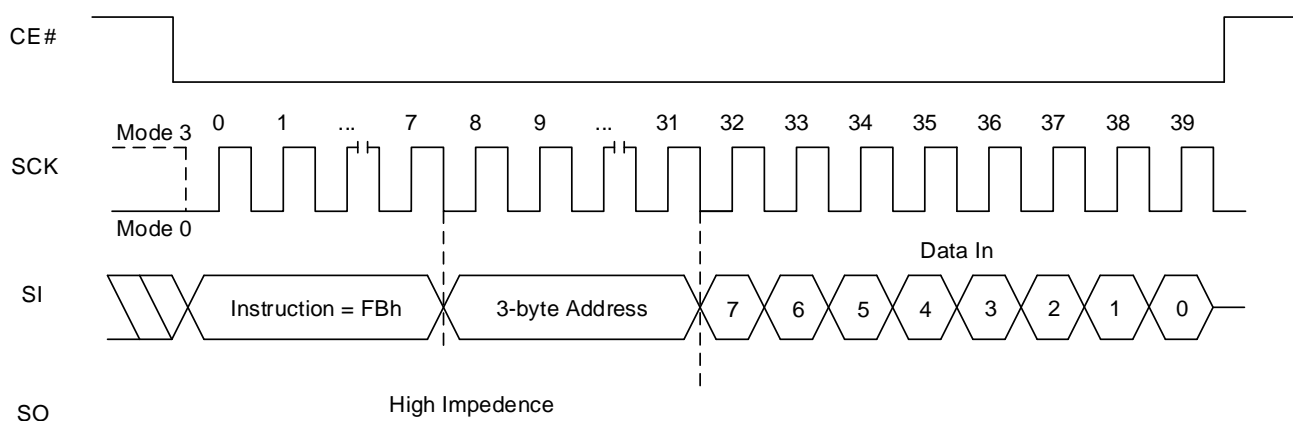 CE#
Mode 3 0 1 ... 7 8 9 ... 31 32 33 34 35 36 37 38 39
SCK
Mode 0
Data In
SI
Instruction = FBh 3-byte Address 7 6 5 4 3 2 1 0
High Impedence
SO